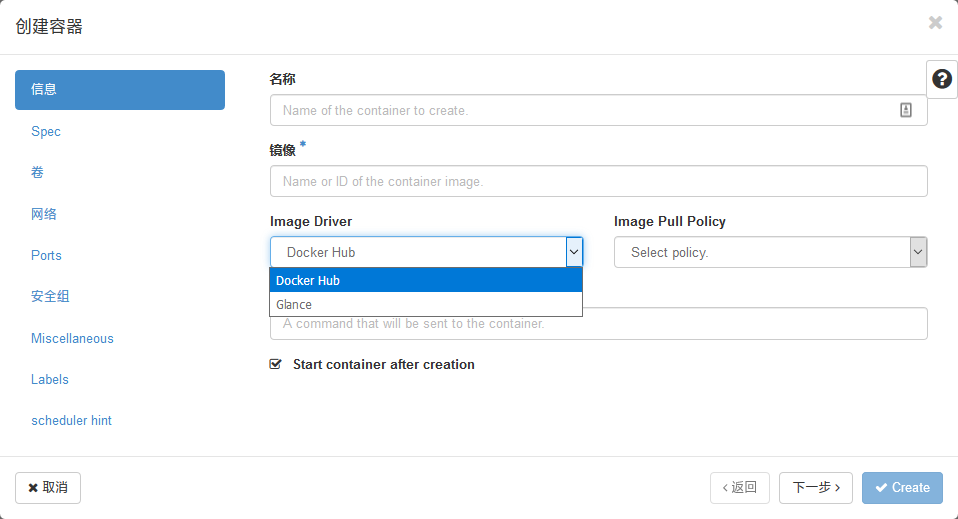 创建容器
信息
Spec
卷
网络
Ports
安全组
Miscellaneous
Labels
scheduler hint
名称
Name of the container to create.
镜像 *
Name or ID of the container image.
Image Driver
Image Pull Policy
Docker Hub
Select policy.
Docker Hub
Glance
A command that will be sent to the container.
Start container after creation
取消
返回
下一步
Create